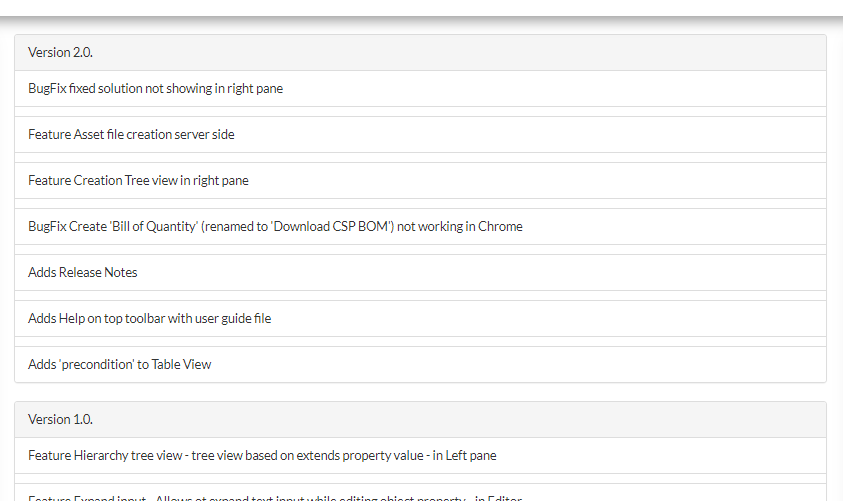 Version 2.0.
BugFix fixed solution not showing in right pane
Feature Asset file creation server side
Feature Creation Tree view in right pane
BugFix Create 'Bill of Quantity' (renamed to 'Download CSP BOM') not working in Chrome
Adds Release Notes
Adds Help on top toolbar with user guide file
Adds 'precondition' to Table View
Version 1.0.
Feature Hierarchy tree view - tree view based on extends property value - in Left pane
Feature Expand input - Allows ot expand text input while editing object property - in Editor